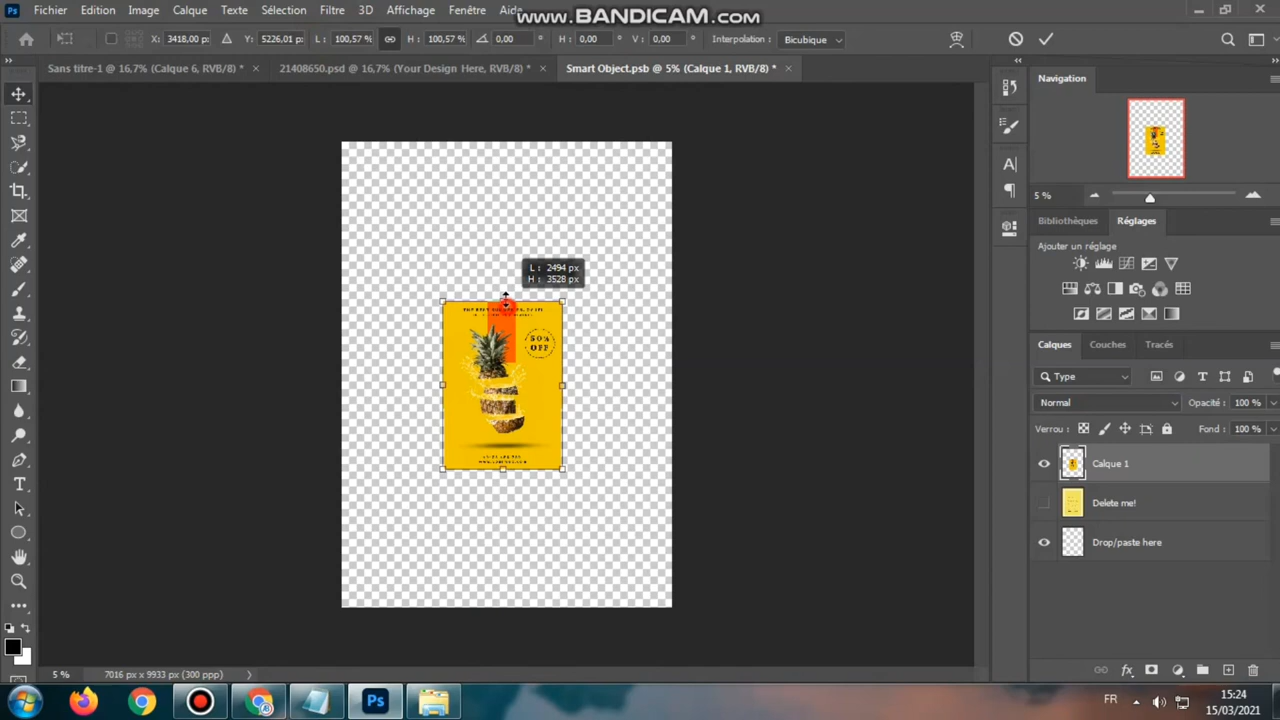 www.BANDICAM.com
Ps Fichier Edition Image Calque Texte Sélection Filtre 3D Affichage Fenêtre Aide
X: 3418,00 px Y: 5226,01 px L: 100,57 % H: 100,57 % 0,00 ° H: 0,00 ° V: 0,00 ° Interpolation : Bicubique
Sans titre-1 @ 16,7% (Calque 6, RVB/8) * × 21408650.psd @ 16,7% (Your Design Here, RVB/8) * × Smart Object.psb @ 5% (Calque 1, RVB/8) * ×
Navigation
5 %
Bibliothèques Réglages
Ajouter un réglage
L : 2494 px
H : 3528 px
50%
OFF
Calques Couches Tracés
Type
Normal Opacité : 100 %
Verrou : Fond : 100 %
Calque 1
Delete me!
Drop/paste here
5 % 7016 px x 9933 px (300 ppp)
Ps FR 15:24
15/03/2021